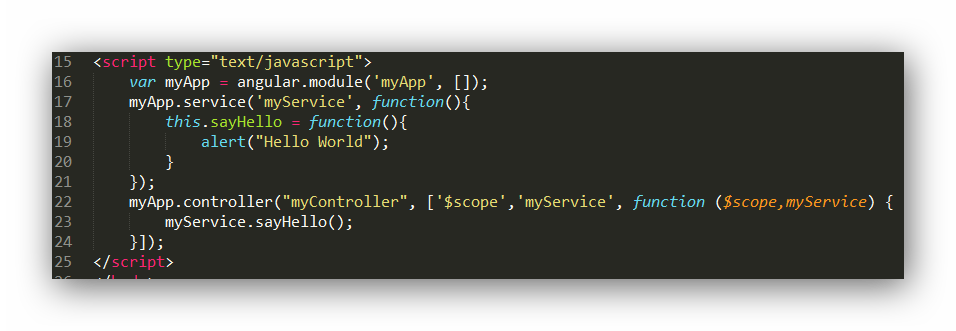 15 <script type="text/javascript">
16     var myApp = angular.module('myApp', []);
17     myApp.service('myService', function(){
18         this.sayHello = function(){
19             alert("Hello World");
20         }
21     });
22     myApp.controller("myController", ['$scope','myService', function ($scope,myService) {
23         myService.sayHello();
24     }]);
25 </script>